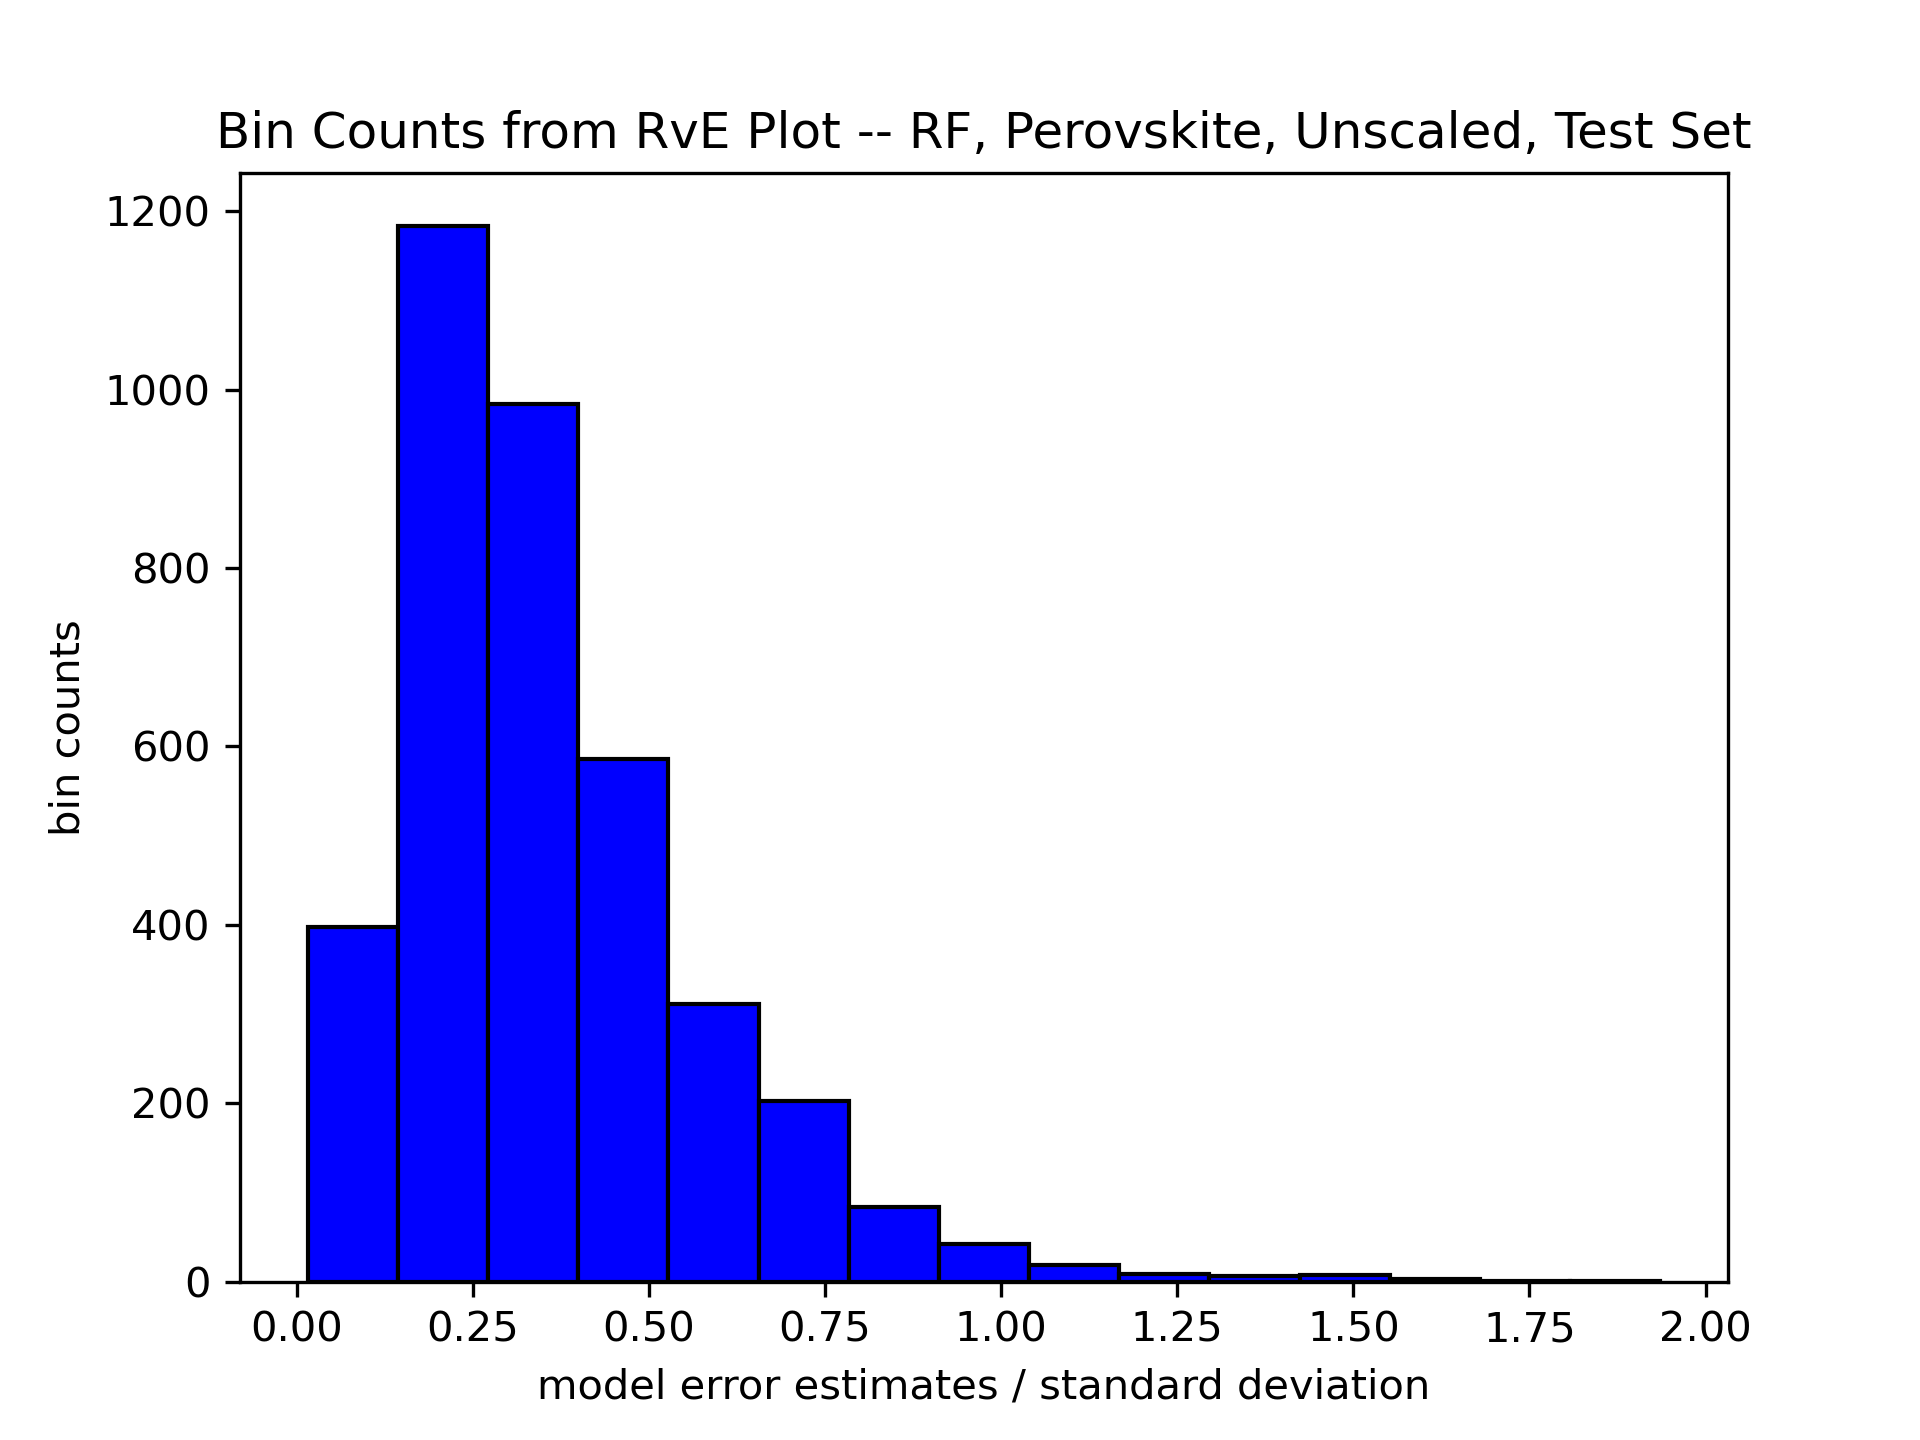 Bin Counts from RvE Plot -- RF, Perovskite, Unscaled, Test Set
1200
1000
800
600
400
200
0
bin counts
0.00 0.25 0.50 0.75 1.00 1.25 1.50 1.75 2.00
model error estimates / standard deviation